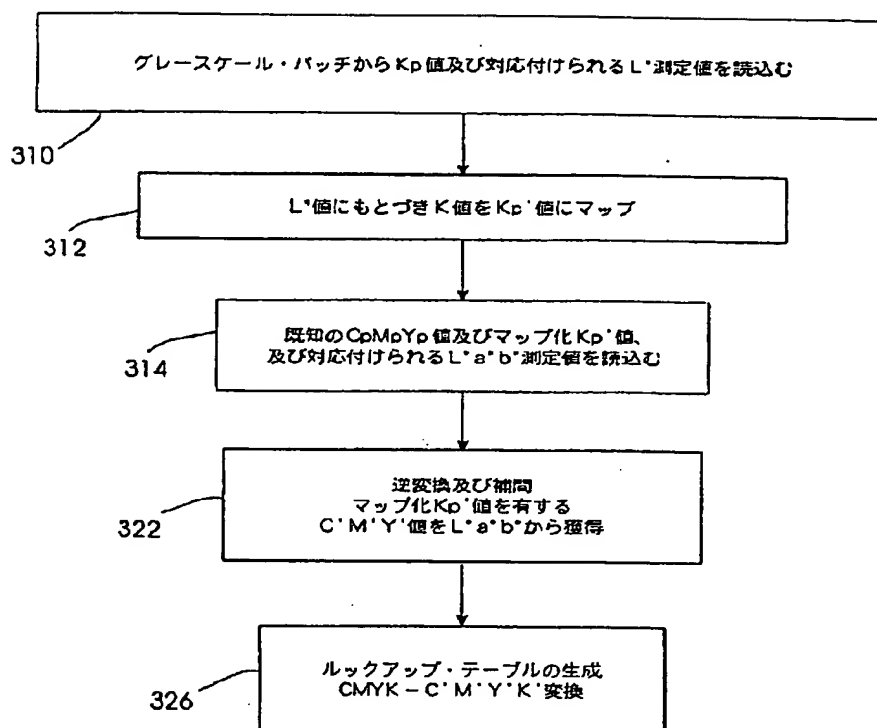 グレースケール・パッチからKp値及び対応付けられるL*測定値を読込む
310
L*値にもとづきK値をKp'値にマップ
312
既知のCpMpYp値及びマップ化Kp'値、
及び対応付けられるL*a*b*測定値を読込む
314
逆変換及び補間
マップ化Kp'値を有する
C'M'Y'値をL*a*b*から獲得
322
ルックアップ・テーブルの生成
CMYK－C'M'Y'K'変換
326